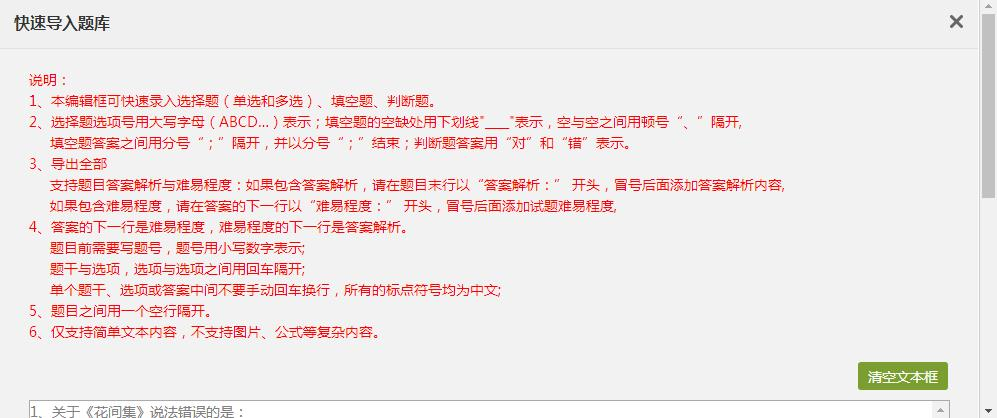 快速导入题库
说明：
1、本编辑框可快速录入选择题（单选和多选）、填空题、判断题。
2、选择题选项号用大写字母（ABCD...）表示；填空题的空缺处用下划线"____"表示，空与空之间用顿号“、”隔开,
填空题答案之间用分号“；”隔开，并以分号“；”结束；判断题答案用“对”和“错”表示。
3、导出全部
支持题目答案解析与难易程度：如果包含答案解析，请在题目末行以“答案解析：” 开头，冒号后面添加答案解析内容,
如果包含难易程度，请在答案的下一行以“难易程度：” 开头，冒号后面添加试题难易程度,
4、答案的下一行是难易程度，难易程度的下一行是答案解析。
题目前需要写题号，题号用小写数字表示;
题干与选项，选项与选项之间用回车隔开;
单个题干、选项或答案中间不要手动回车换行，所有的标点符号均为中文;
5、题目之间用一个空行隔开。
6、仅支持简单文本内容，不支持图片、公式等复杂内容。
清空文本框
1、关于《花间集》说法错误的是：